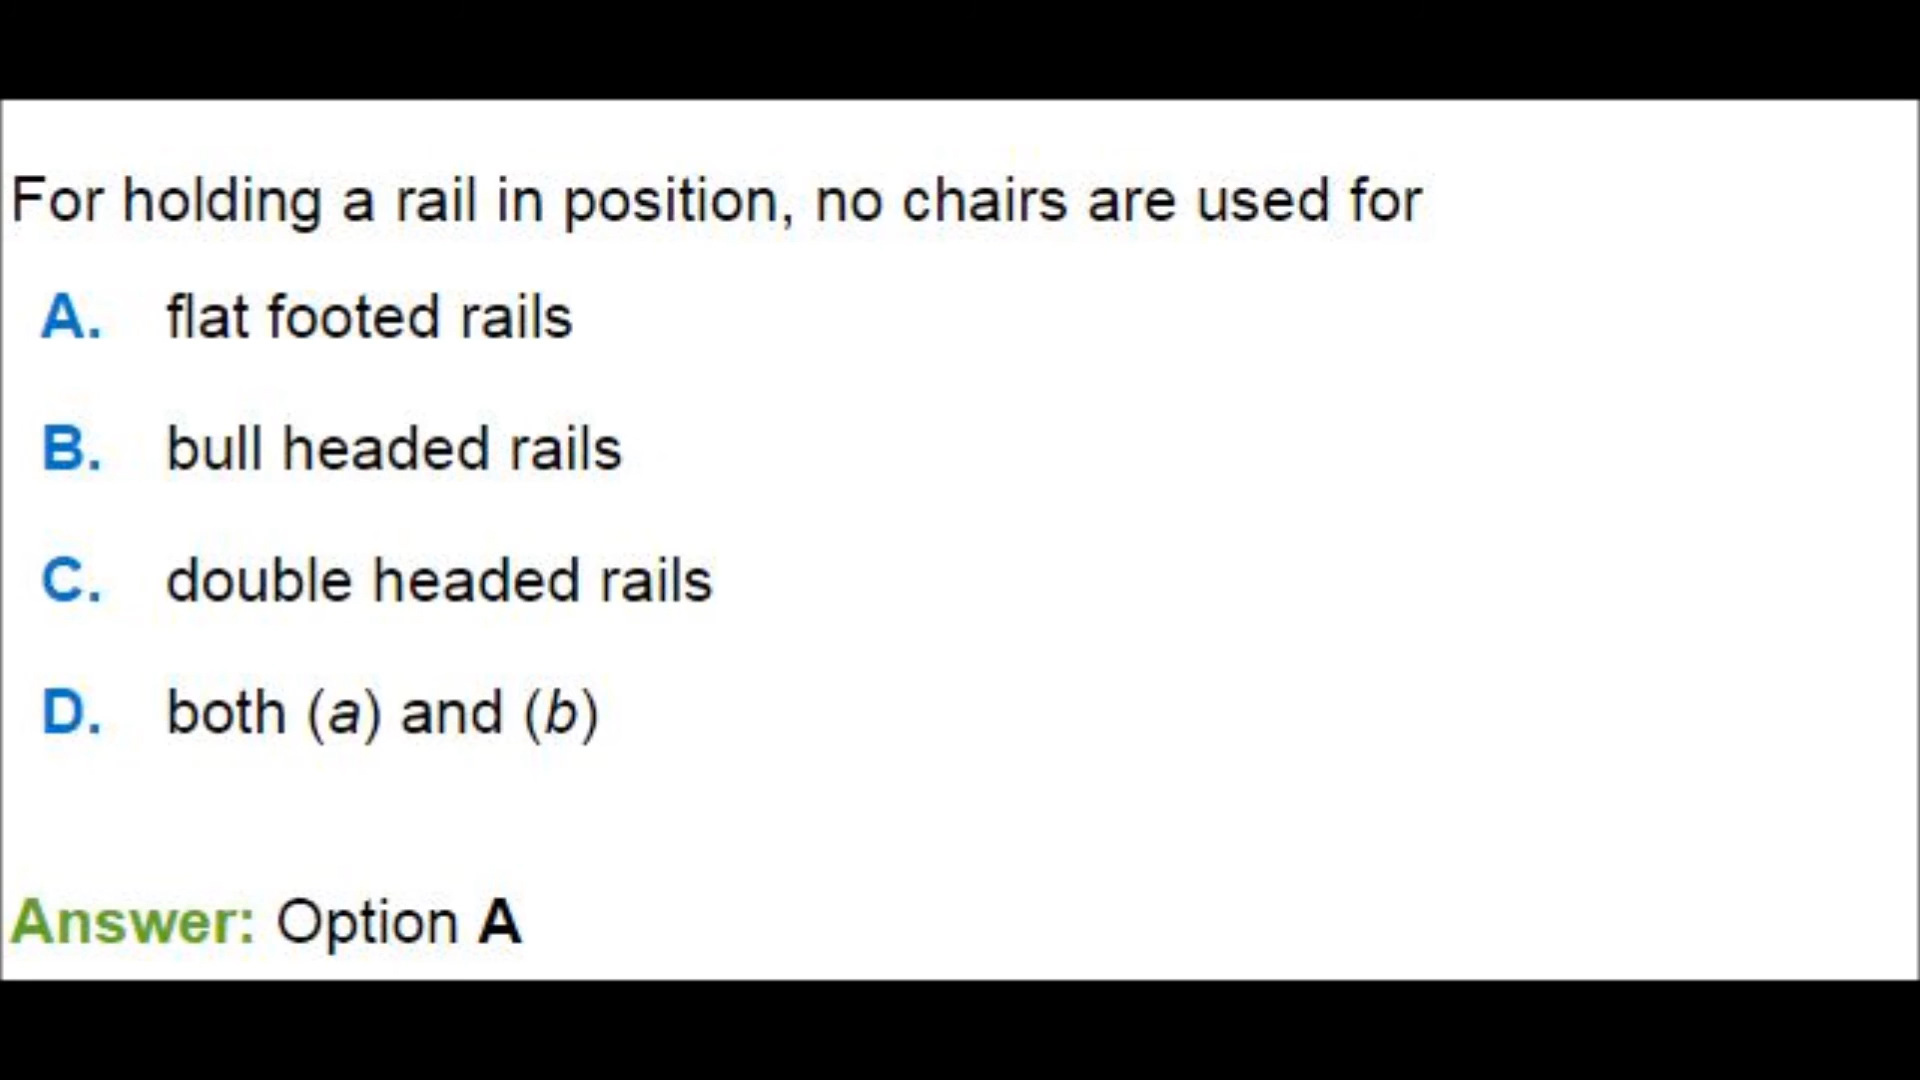 For holding a rail in position, no chairs are used for
A. flat footed rails
B. bull headed rails
C. double headed rails
D. both (a) and (b)
Answer: Option A